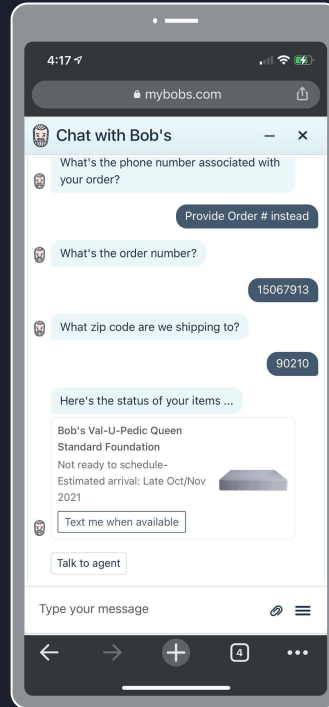 4:17
mybobs.com
Chat with Bob's
What's the phone number associated with
your order?
Provide Order # instead
What's the order number?
15067913
What zip code are we shipping to?
90210
Here's the status of your items ...
Bob's Val-U-Pedic Queen
Standard Foundation
Not ready to schedule-
Estimated arrival: Late Oct/Nov
2021
Text me when available
Talk to agent
Type your message
4